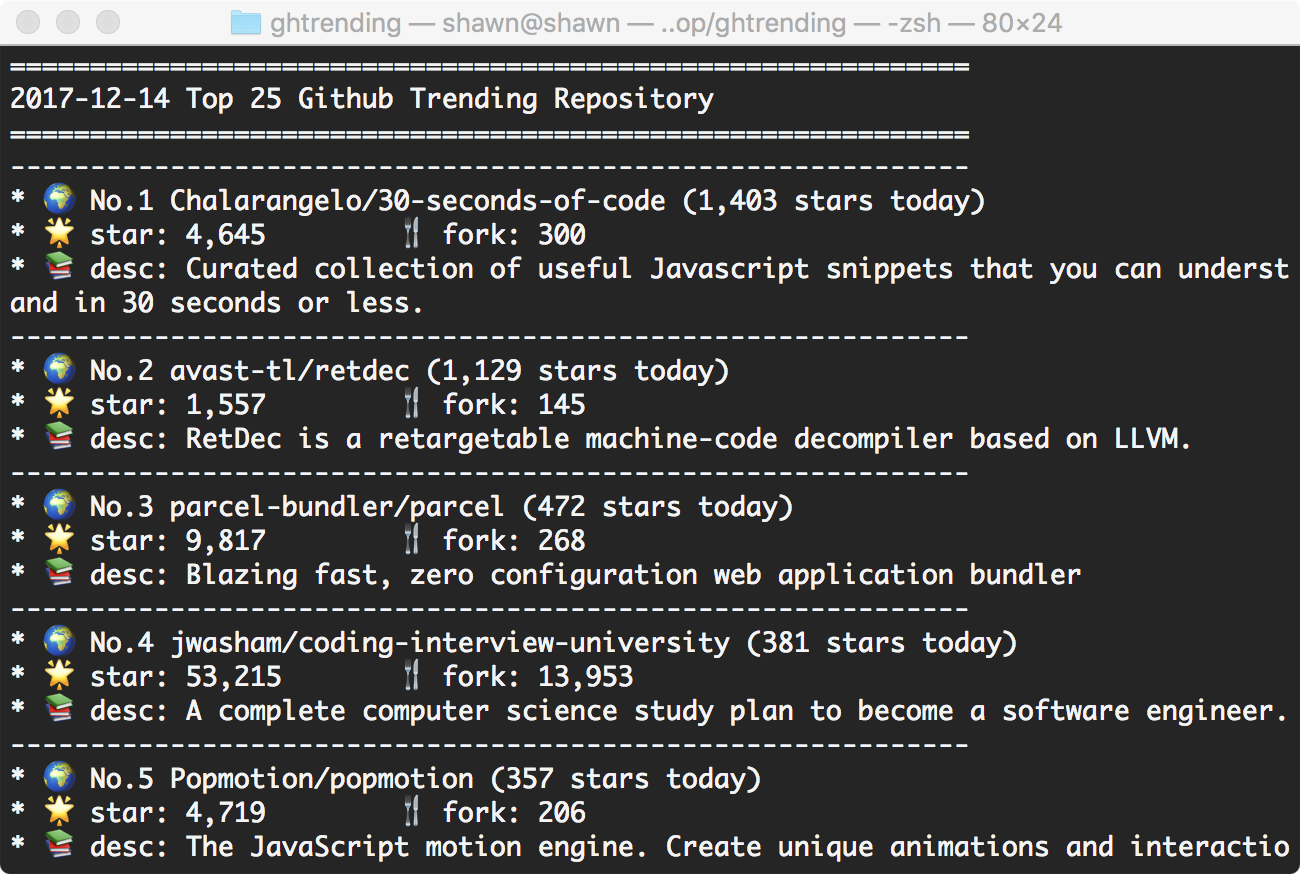 ghtrending — shawn@shawn — ..op/ghtrending — -zsh — 80×24
============================================================
2017-12-14 Top 25 Github Trending Repository
============================================================
------------------------------------------------------------
* 🌍 No.1 Chalarangelo/30-seconds-of-code (1,403 stars today)
* 🌟 star: 4,645 🍴 fork: 300
* 📚 desc: Curated collection of useful Javascript snippets that you can underst
and in 30 seconds or less.
------------------------------------------------------------
* 🌍 No.2 avast-tl/retdec (1,129 stars today)
* 🌟 star: 1,557 🍴 fork: 145
* 📚 desc: RetDec is a retargetable machine-code decompiler based on LLVM.
------------------------------------------------------------
* 🌍 No.3 parcel-bundler/parcel (472 stars today)
* 🌟 star: 9,817 🍴 fork: 268
* 📚 desc: Blazing fast, zero configuration web application bundler
------------------------------------------------------------
* 🌍 No.4 jwasham/coding-interview-university (381 stars today)
* 🌟 star: 53,215 🍴 fork: 13,953
* 📚 desc: A complete computer science study plan to become a software engineer.
------------------------------------------------------------
* 🌍 No.5 Popmotion/popmotion (357 stars today)
* 🌟 star: 4,719 🍴 fork: 206
* 📚 desc: The JavaScript motion engine. Create unique animations and interactio